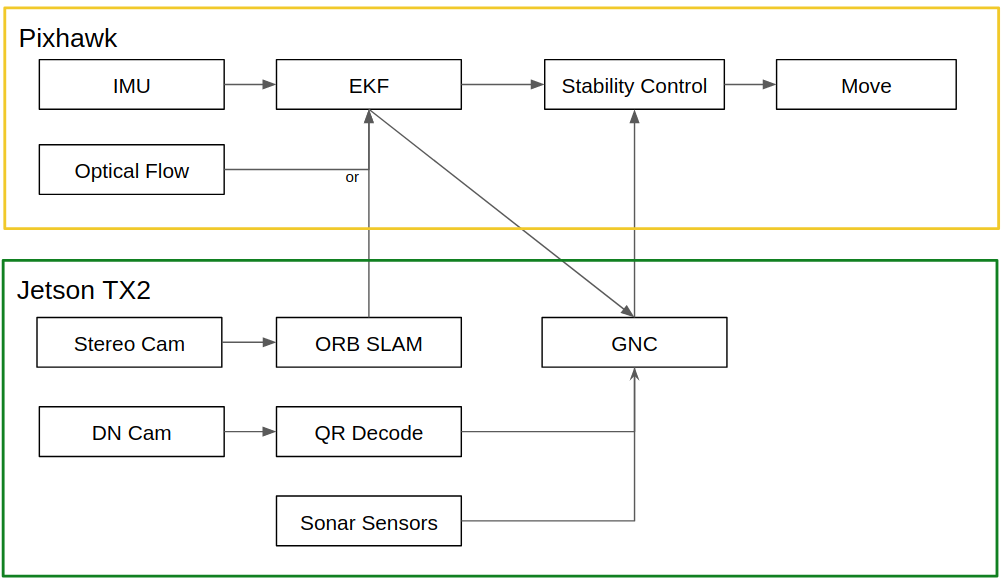 Pixhawk
IMU
EKF
Stability Control
Move
Optical Flow
or
Jetson TX2
Stereo Cam
ORB SLAM
GNC
DN Cam
QR Decode
Sonar Sensors